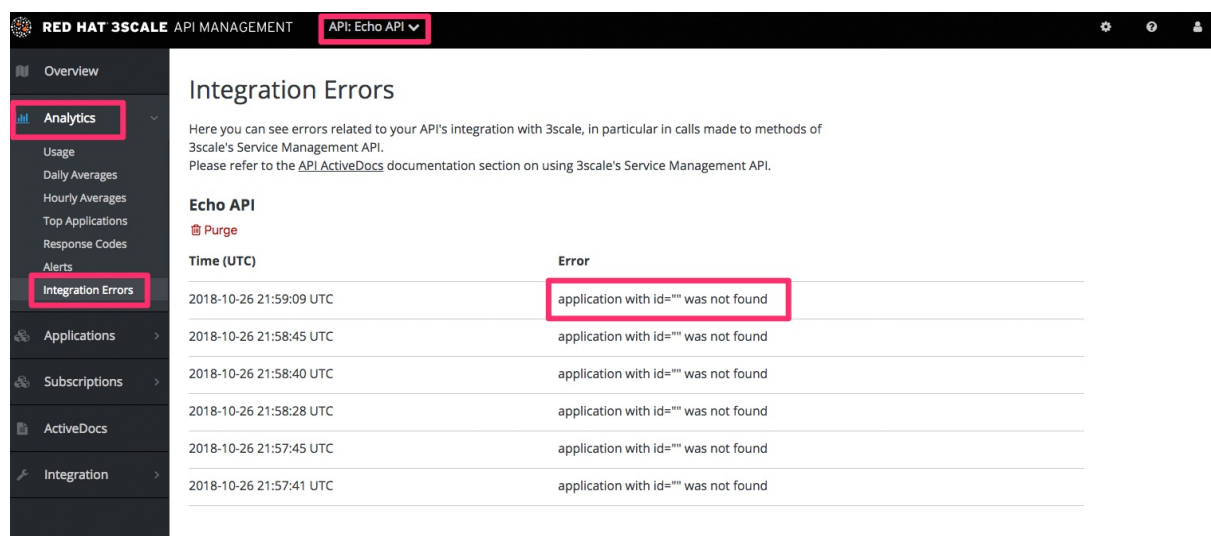 RED HAT 3SCALE API MANAGEMENT
API: Echo API
Overview
Analytics
Usage
Daily Averages
Hourly Averages
Top Applications
Response Codes
Alerts
Integration Errors
Applications
Subscriptions
ActiveDocs
Integration
Integration Errors
Here you can see errors related to your API's integration with 3scale, in particular in calls made to methods of
3scale's Service Management API.
Please refer to the API ActiveDocs documentation section on using 3scale's Service Management API.
Echo API
Purge
Time (UTC) Error
2018-10-26 21:59:09 UTC application with id="" was not found
2018-10-26 21:58:45 UTC application with id="" was not found
2018-10-26 21:58:40 UTC application with id="" was not found
2018-10-26 21:58:28 UTC application with id="" was not found
2018-10-26 21:57:45 UTC application with id="" was not found
2018-10-26 21:57:41 UTC application with id="" was not found